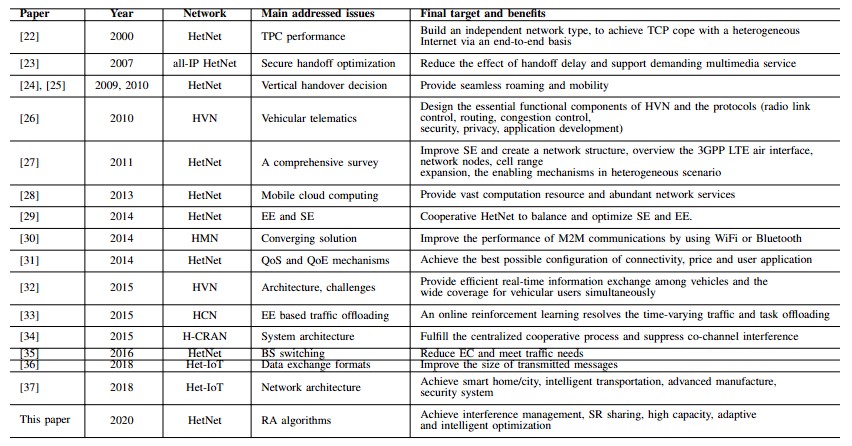 Paper Year Network Main addressed issues Final target and benefits
[22] 2000 HetNet TPC performance Build an independent network type, to achieve TCP cope with a heterogeneous
Internet via an end-to-end basis
[23] 2007 all-IP HetNet Secure handoff optimization Reduce the effect of handoff delay and support demanding multimedia service
[24], [25] 2009, 2010 HetNet Vertical handover decision Provide seamless roaming and mobility
[26] 2010 HVN Vehicular telematics Design the essential functional components of HVN and the protocols (radio link
control, routing, congestion control,
security, privacy, application development)
[27] 2011 HetNet A comprehensive survey Improve SE and create a network structure, overview the 3GPP LTE air interface,
network nodes, cell range
expansion, the enabling mechanisms in heterogeneous scenario
[28] 2013 HetNet Mobile cloud computing Provide vast computation resource and abundant network services
[29] 2014 HetNet EE and SE Cooperative HetNet to balance and optimize SE and EE.
[30] 2014 HMN Converging solution Improve the performance of M2M communications by using WiFi or Bluetooth
[31] 2014 HetNet QoS and QoE mechanisms Achieve the best possible configuration of connectivity, price and user application
[32] 2015 HVN Architecture, challenges Provide efficient real-time information exchange among vehicles and the
wide coverage for vehicular users simultaneously
[33] 2015 HCN EE based traffic offloading An online reinforcement learning resolves the time-varying traffic and task offloading
[34] 2015 H-CRAN System architecture Fulfill the centralized cooperative process and suppress co-channel interference
[35] 2016 HetNet BS switching Reduce EC and meet traffic needs
[36] 2018 Het-IoT Data exchange formats Improve the size of transmitted messages
[37] 2018 Het-IoT Network architecture Achieve smart home/city, intelligent transportation, advanced manufacture,
security system
This paper 2020 HetNet RA algorithms Achieve interference management, SR sharing, high capacity, adaptive
and intelligent optimization